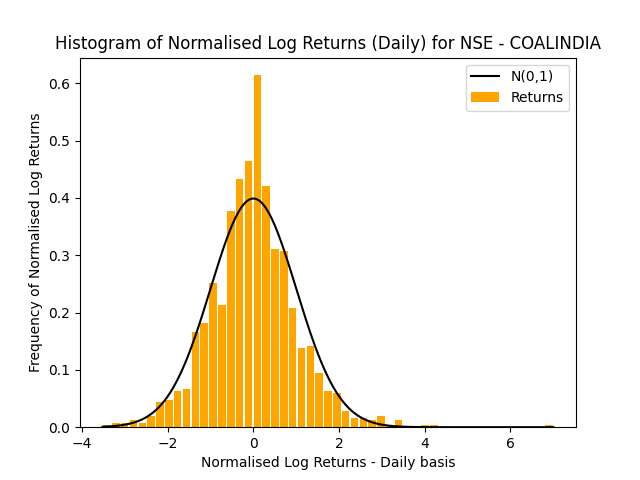 Histogram of Normalised Log Returns (Daily) for NSE - COALINDIA
N(0,1)
Returns
Frequency of Normalised Log Returns
0.6
0.5
0.4
0.3
0.2
0.1
0.0
−4 −2 0 2 4 6
Normalised Log Returns - Daily basis